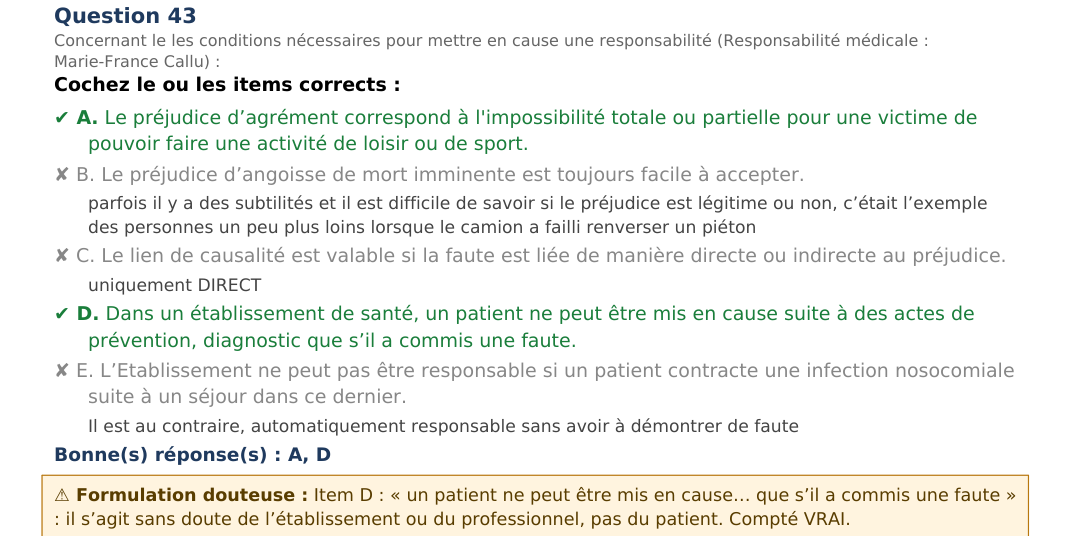 Question 43
Concernant le les conditions nécessaires pour mettre en cause une responsabilité (Responsabilité médicale :
Marie-France Callu) :
Cochez le ou les items corrects :
✔ A. Le préjudice d’agrément correspond à l'impossibilité totale ou partielle pour une victime de
pouvoir faire une activité de loisir ou de sport.
✘ B. Le préjudice d’angoisse de mort imminente est toujours facile à accepter.
parfois il y a des subtilités et il est difficile de savoir si le préjudice est légitime ou non, c’était l’exemple
des personnes un peu plus loins lorsque le camion a failli renverser un piéton
✘ C. Le lien de causalité est valable si la faute est liée de manière directe ou indirecte au préjudice.
uniquement DIRECT
✔ D. Dans un établissement de santé, un patient ne peut être mis en cause suite à des actes de
prévention, diagnostic que s’il a commis une faute.
✘ E. L’Etablissement ne peut pas être responsable si un patient contracte une infection nosocomiale
suite à un séjour dans ce dernier.
Il est au contraire, automatiquement responsable sans avoir à démontrer de faute
Bonne(s) réponse(s) : A, D
⚠ Formulation douteuse : Item D : « un patient ne peut être mis en cause… que s’il a commis une faute »
: il s’agit sans doute de l’établissement ou du professionnel, pas du patient. Compté VRAI.